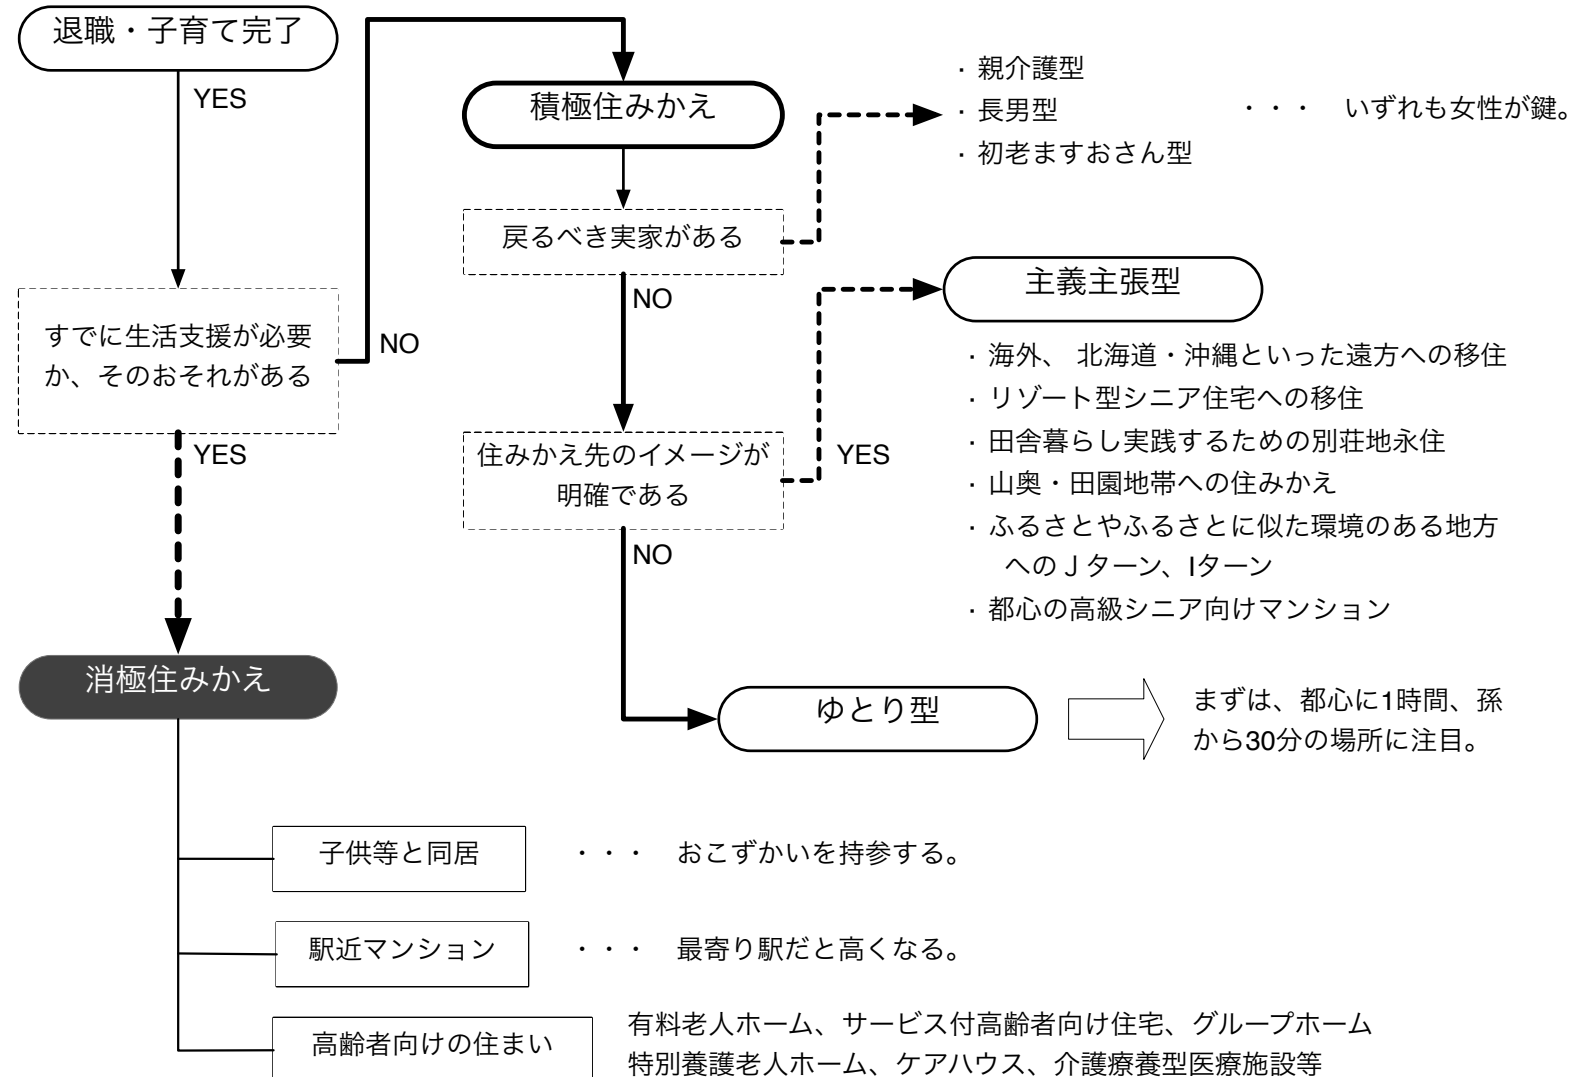 退職・子育て完了
YES
すでに生活支援が必要
か、そのおそれがある
NO
YES
消極住みかえ
積極住みかえ
戻るべき実家がある
NO
住みかえ先のイメージが
明確である
YES
NO
・親介護型
・長男型
・初老ますおさん型
・・・ いずれも女性が鍵。
主義主張型
・海外、 北海道・沖縄といった遠方への移住
・リゾート型シニア住宅への移住
・田舎暮らし実践するための別荘地永住
・山奥・田園地帯への住みかえ
・ふるさとやふるさとに似た環境のある地方
へのJターン、Iターン
・都心の高級シニア向けマンション
ゆとり型
まずは、都心に1時間、孫
から30分の場所に注目。
子供等と同居 ・・・ おこずかいを持参する。
駅近マンション ・・・ 最寄り駅だと高くなる。
高齢者向けの住まい
有料老人ホーム、サービス付高齢者向け住宅、グループホーム
特別養護老人ホーム、ケアハウス、介護療養型医療施設等